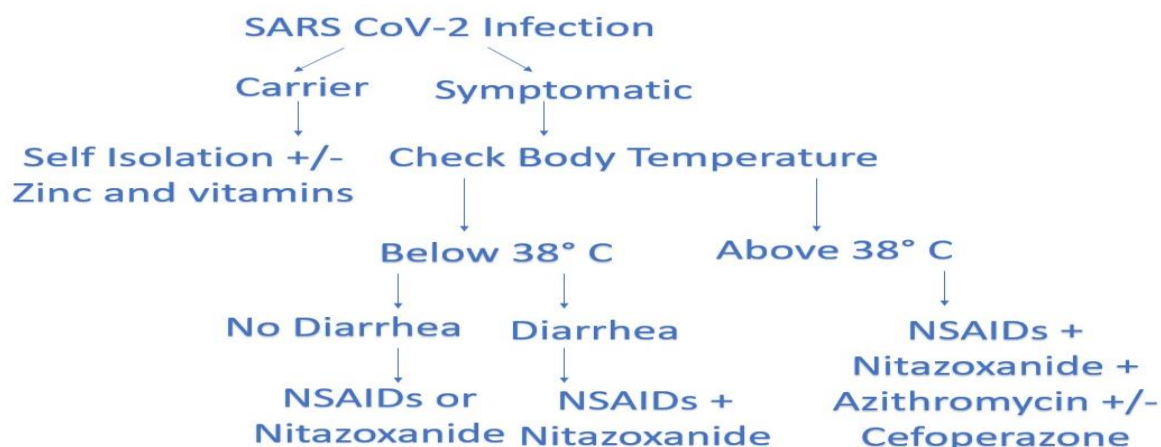 SARS CoV-2 Infection
Carrier
Symptomatic
Self Isolation +/-
Zinc and vitamins
Check Body Temperature
Below 38° C
Above 38° C
No Diarrhea
Diarrhea
NSAIDs or
Nitazoxanide
NSAIDs +
Nitazoxanide
NSAIDs +
Nitazoxanide +
Azithromycin +/-
Cefoperazone